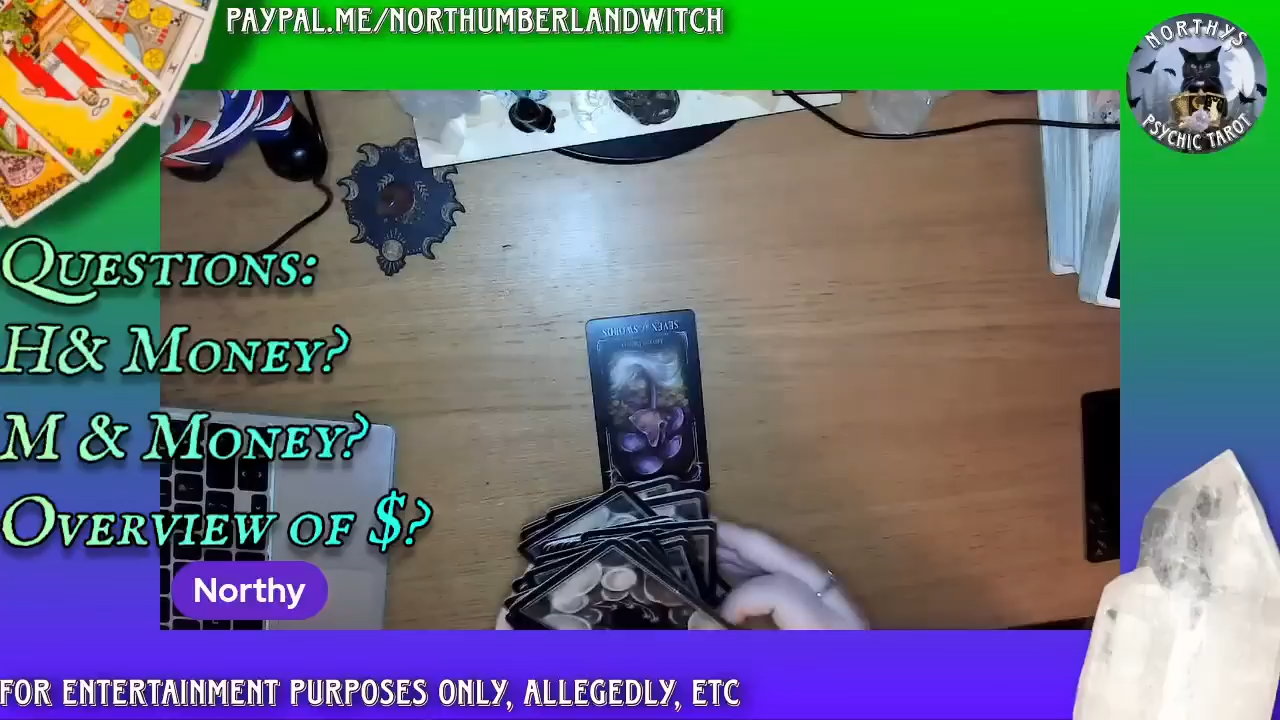 PAYPAL.ME/NORTHUMBERLANDWITCH
NORTHYS
PSYCHIC TAROT
QUESTIONS:
H& MONEY?
M & MONEY?
OVERVIEW OF $?
SEVEN of SWORDS
Northy
FOR ENTERTAINMENT PURPOSES ONLY, ALLEGEDLY, ETC